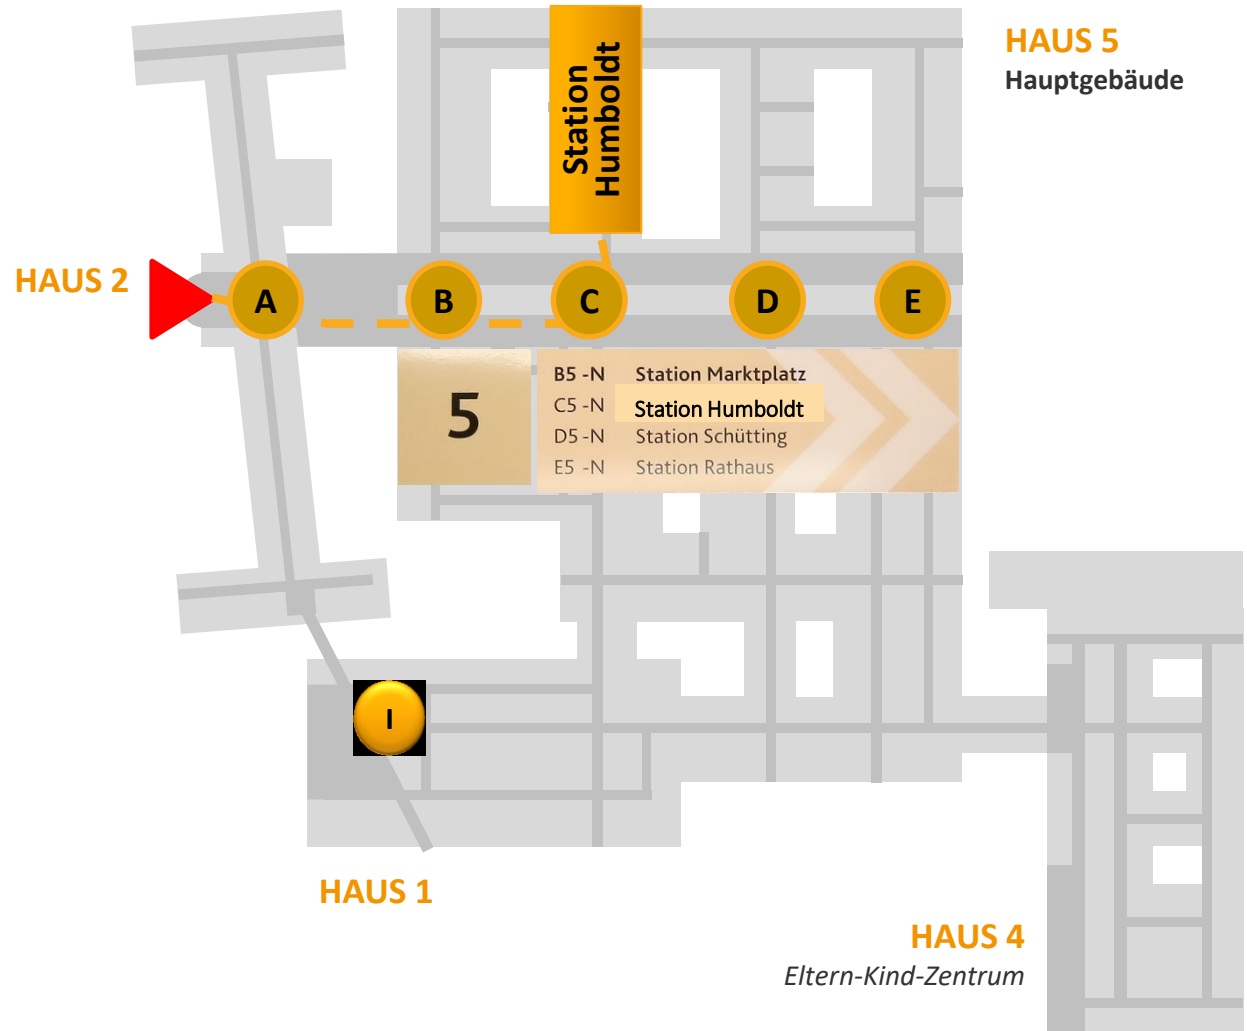 Station
Humboldt
HAUS 5
Hauptgebäude
HAUS 2
A
B
C
D
E
5
B5 -N Station Marktplatz
C5 -N Station Humboldt
D5 -N Station Schütting
E5 -N Station Rathaus
I
HAUS 1
HAUS 4
Eltern-Kind-Zentrum